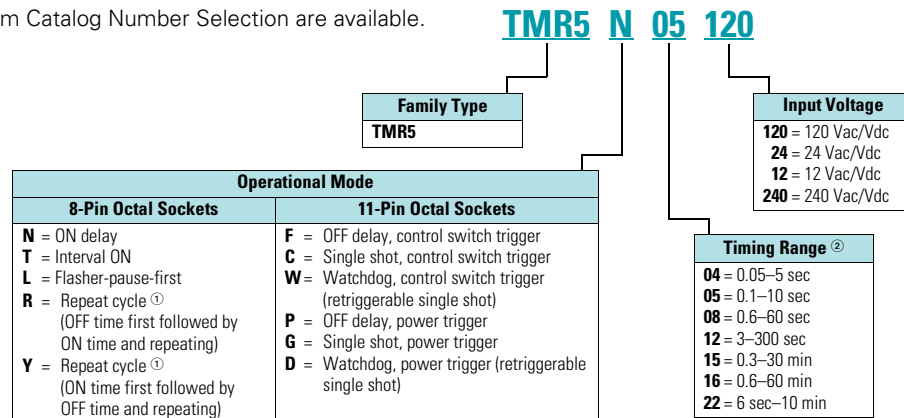 m Catalog Number Selection are available.
TMR5 N 05 120
Family Type
TMR5
Input Voltage
120 = 120 Vac/Vdc
24 = 24 Vac/Vdc
12 = 12 Vac/Vdc
240 = 240 Vac/Vdc
Operational Mode
8-Pin Octal Sockets
N = ON delay
T = Interval ON
L = Flasher-pause-first
R = Repeat cycle ①
(OFF time first followed by
ON time and repeating)
Y = Repeat cycle ①
(ON time first followed by
OFF time and repeating)
11-Pin Octal Sockets
F = OFF delay, control switch trigger
C = Single shot, control switch trigger
W = Watchdog, control switch trigger
(retriggerable single shot)
P = OFF delay, power trigger
G = Single shot, power trigger
D = Watchdog, power trigger (retriggerable
single shot)
Timing Range ②
04 = 0.05–5 sec
05 = 0.1–10 sec
08 = 0.6–60 sec
12 = 3–300 sec
15 = 0.3–30 min
16 = 0.6–60 min
22 = 6 sec–10 min